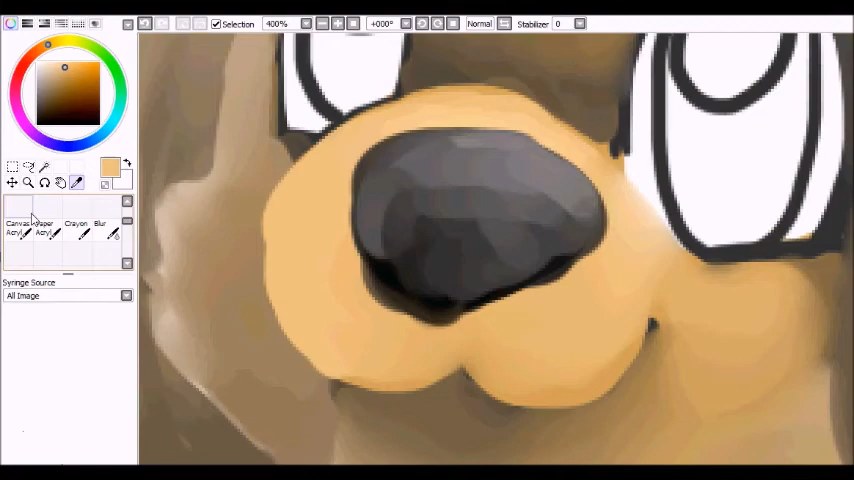 Selection 400% +000° Normal Stabilizer 0
Canvas Paper Crayon Blur
Acryl Acryl
Syringe Source
All Image